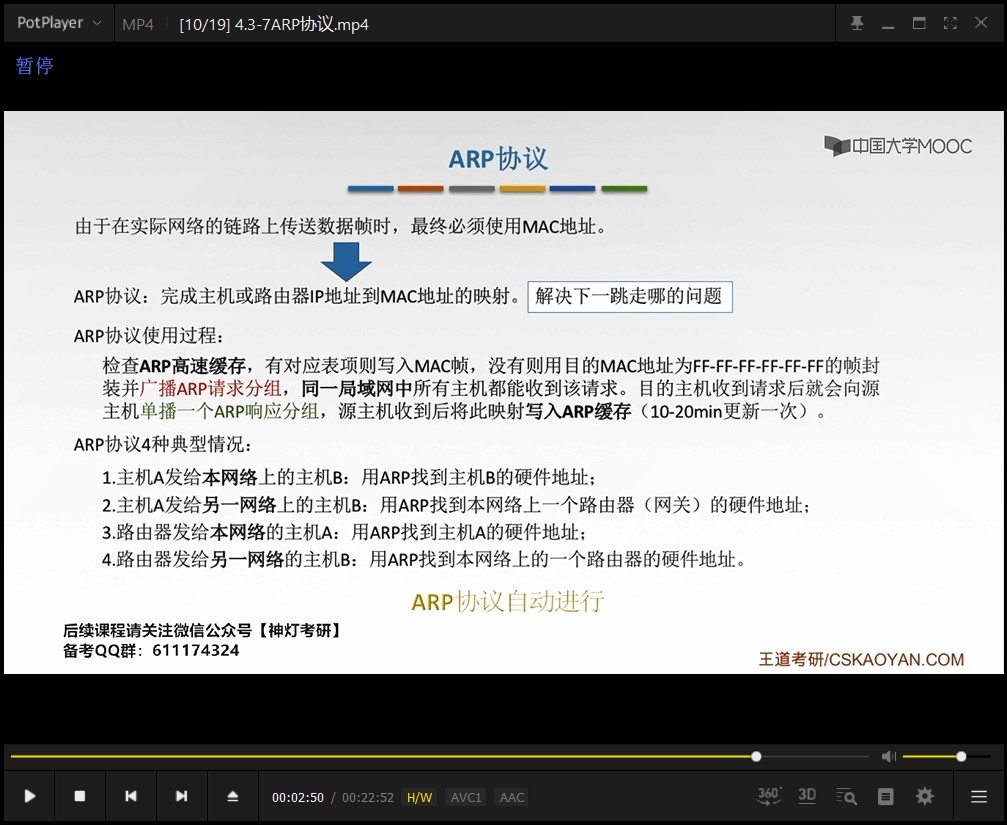 PotPlayer
MP4
[10/19] 4.3-7ARP协议.mp4
暂停
中国大学MOOC
ARP协议
由于在实际网络的链路上传送数据帧时，最终必须使用MAC地址。
ARP协议：完成主机或路由器IP地址到MAC地址的映射。 解决下一跳走哪的问题
ARP协议使用过程：
检查ARP高速缓存，有对应表项则写入MAC帧，没有则用目的MAC地址为FF-FF-FF-FF-FF-FF的帧封
装并广播ARP请求分组，同一局域网中所有主机都能收到该请求。目的主机收到请求后就会向源
主机单播一个ARP响应分组，源主机收到后将此映射写入ARP缓存（10-20min更新一次）。
ARP协议4种典型情况：
1.主机A发给本网络上的主机B：用ARP找到主机B的硬件地址；
2.主机A发给另一网络上的主机B：用ARP找到本网络上一个路由器（网关）的硬件地址；
3.路由器发给本网络的主机A：用ARP找到主机A的硬件地址；
4.路由器发给另一网络的主机B：用ARP找到本网络上的一个路由器的硬件地址。
ARP协议自动进行
后续课程请关注微信公众号【神灯考研】
备考QQ群：611174324
王道考研/CSKAOYAN.COM
00:02:50 / 00:22:52 H/W AVC1 AAC
360° 3D